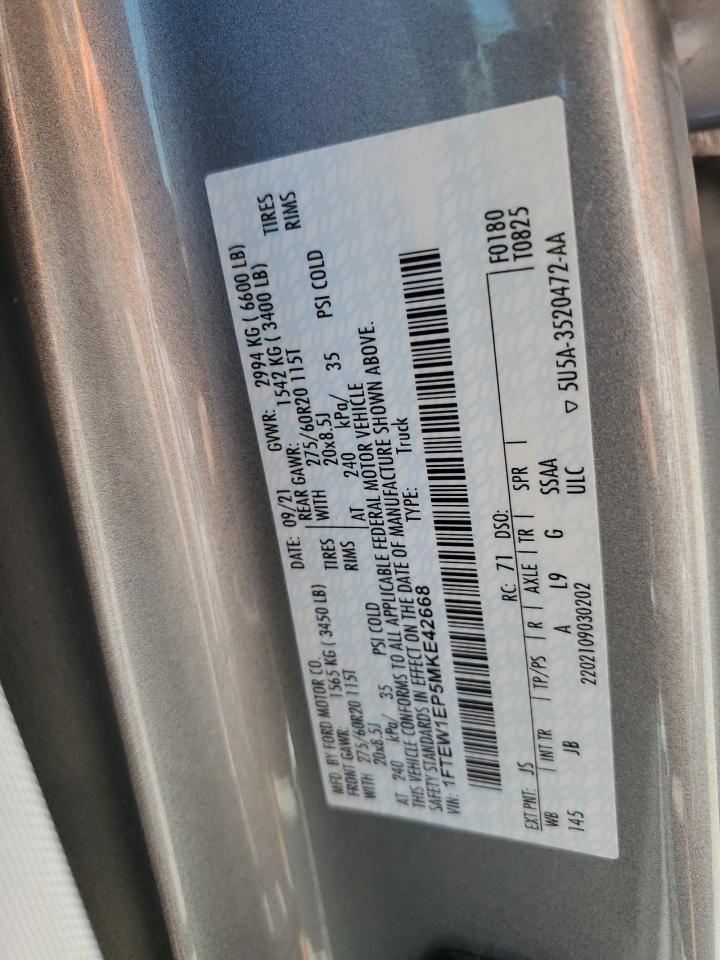 MFD. BY FORD MOTOR CO.
DATE: 09/21 GVWR: 2994 KG ( 6600 LB)
FRONT GAWR: 1565 KG ( 3450 LB) REAR GAWR: 1542 KG ( 3400 LB)
275/60R20 115T TIRES 275/60R20 115T TIRES
WITH 20x8.5J RIMS WITH 20x8.5J RIMS
AT 240 kPa/ 35 PSI COLD AT 240 kPa/ 35 PSI COLD
THIS VEHICLE CONFORMS TO ALL APPLICABLE FEDERAL MOTOR VEHICLE
SAFETY STANDARDS IN EFFECT ON THE DATE OF MANUFACTURE SHOWN ABOVE.
VIN: 1FTEW1EP5MKE42668 TYPE: Truck
EXT PNT: JS RC: 71 DSO: F0180
WB INT TR TP/PS R AXLE TR SPR T0825
145 JB A L9 G SSAA
2202109030202 ULC ▽ 5U5A-3520472-AA